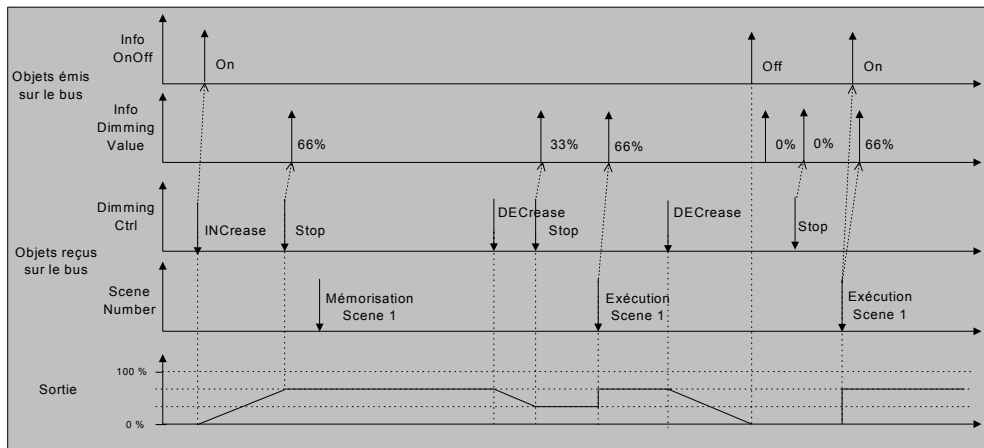 Info
OnOff
On
Off
On
Objets émis
sur le bus
Info
Dimming
Value
66%
33%
66%
0%
0%
66%
Dimming
Ctrl
INCrease
Stop
DECrease
Stop
DECrease
Stop
Objets reçus
sur le bus
Scene
Number
Mémorisation
Scene 1
Exécution
Scene 1
Exécution
Scene 1
Sortie
100 %
0 %